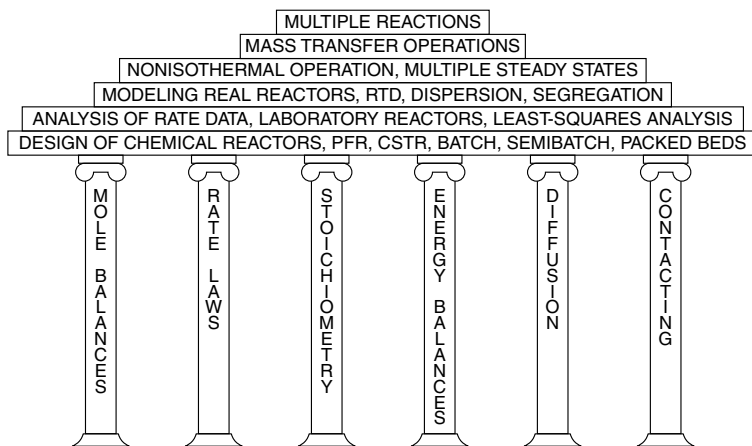 MULTIPLE REACTIONS
MASS TRANSFER OPERATIONS
NONISOTHERMAL OPERATION, MULTIPLE STEADY STATES
MODELING REAL REACTORS, RTD, DISPERSION, SEGREGATION
ANALYSIS OF RATE DATA, LABORATORY REACTORS, LEAST-SQUARES ANALYSIS
DESIGN OF CHEMICAL REACTORS, PFR, CSTR, BATCH, SEMIBATCH, PACKED BEDS
MOLE BALANCES
RATE LAWS
STOICHIOMETRY
ENERGY BALANCES
DIFFUSION
CONTACTING